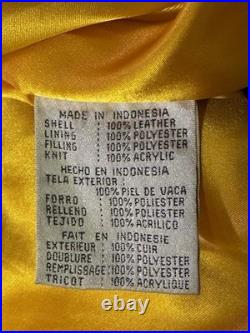 MADE IN INDONESIA
SHELL : 100% LEATHER
LINING : 100% POLYESTER
FILLING : 100% POLYESTER
KNIT : 100% ACRYLIC
HECHO EN INDONESIA
TELA EXTERIOR :
100% PIEL DE VACA
FORRO : 100% POLIESTER
RELLENO : 100% POLIESTER
TEJIDO : 100% ACRILICO
FAIT EN INDONESIE
EXTERIEUR : 100% CUIR
DOUBLURE : 100% POLYESTER
REMPLISSAGE: 100% POLYESTER
TRICOT : 100% ACRYLIQUE